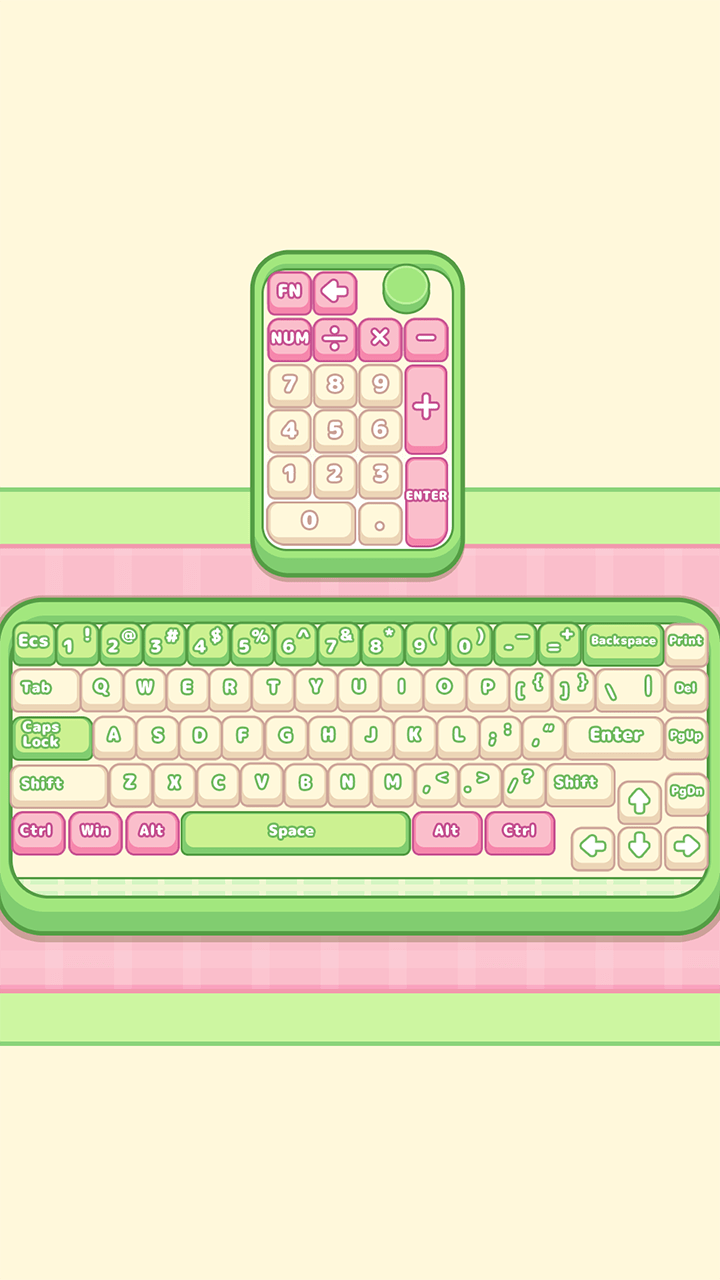 FN ←
NUM ÷ × −
7 8 9 +
4 5 6
1 2 3 ENTER
0 .
Ecs 1 ! 2 @ 3 # 4 $ 5 % 6 ^ 7 & 8 * 9 ( 0 ) - – = + Backspace Print
Tab Q W E R T Y U I O P [ { ] } \ | Del
Caps Lock A S D F G H J K L ; : , “ Enter PgUp
Shift Z X C V B N M , < . > / ? Shift ↑ PgDn
Ctrl Win Alt Space Alt Ctrl ← ↓ →